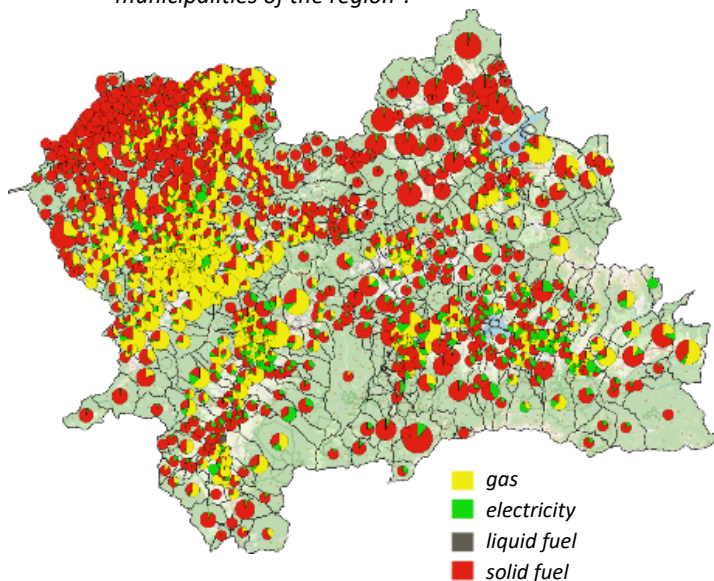 municipalities of the region".
gas
electricity
liquid fuel
solid fuel